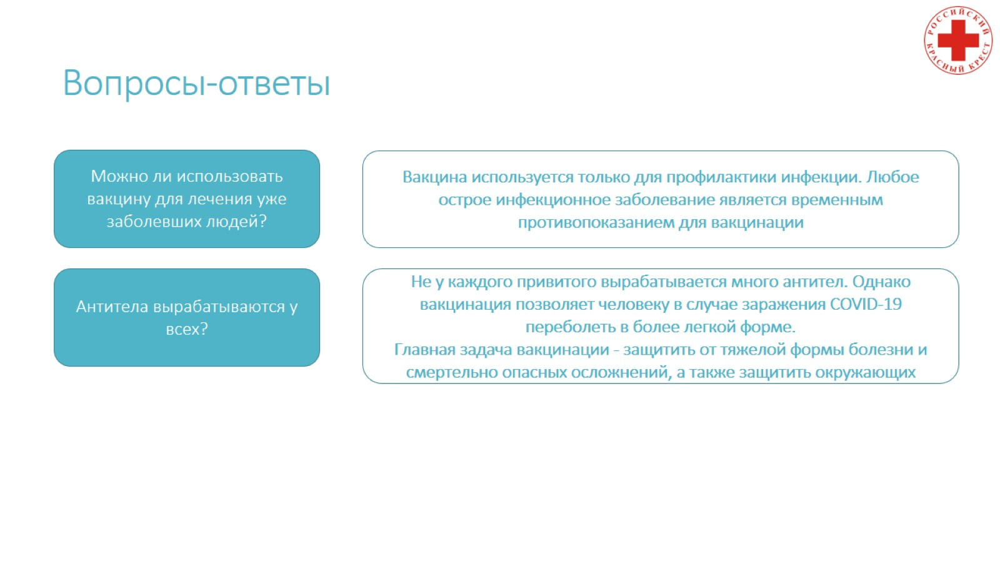 РОССИЙСКИЙ
КРАСНЫЙ КРЕСТ
Вопросы-ответы
Можно ли использовать
вакцину для лечения уже
заболевших людей?
Вакцина используется только для профилактики инфекции. Любое
острое инфекционное заболевание является временным
противопоказанием для вакцинации
Антитела вырабатываются у
всех?
Не у каждого привитого вырабатывается много антител. Однако
вакцинация позволяет человеку в случае заражения COVID-19
переболеть в более легкой форме.
Главная задача вакцинации - защитить от тяжелой формы болезни и
смертельно опасных осложнений, а также защитить окружающих